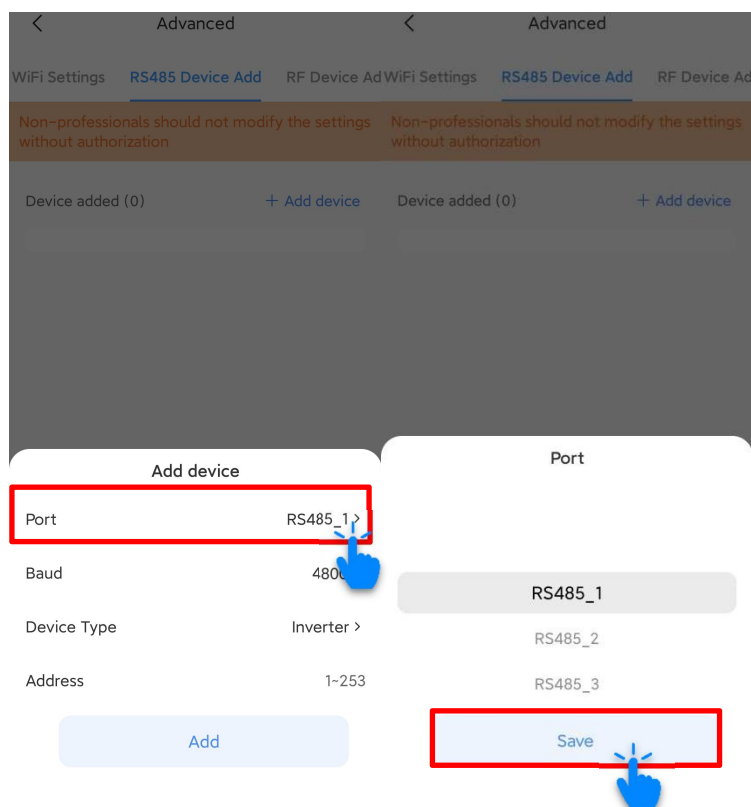 Advanced
WiFi Settings RS485 Device Add RF Device Ad
Non-professionals should not modify the settings
without authorization
Device added (0) + Add device
Add device
Port RS485_1 >
Baud 480
Device Type Inverter >
Address 1~253
Add
Advanced
WiFi Settings RS485 Device Add RF Device Ad
Non-professionals should not modify the settings
without authorization
Device added (0) + Add device
Port
RS485_1
RS485_2
RS485_3
Save